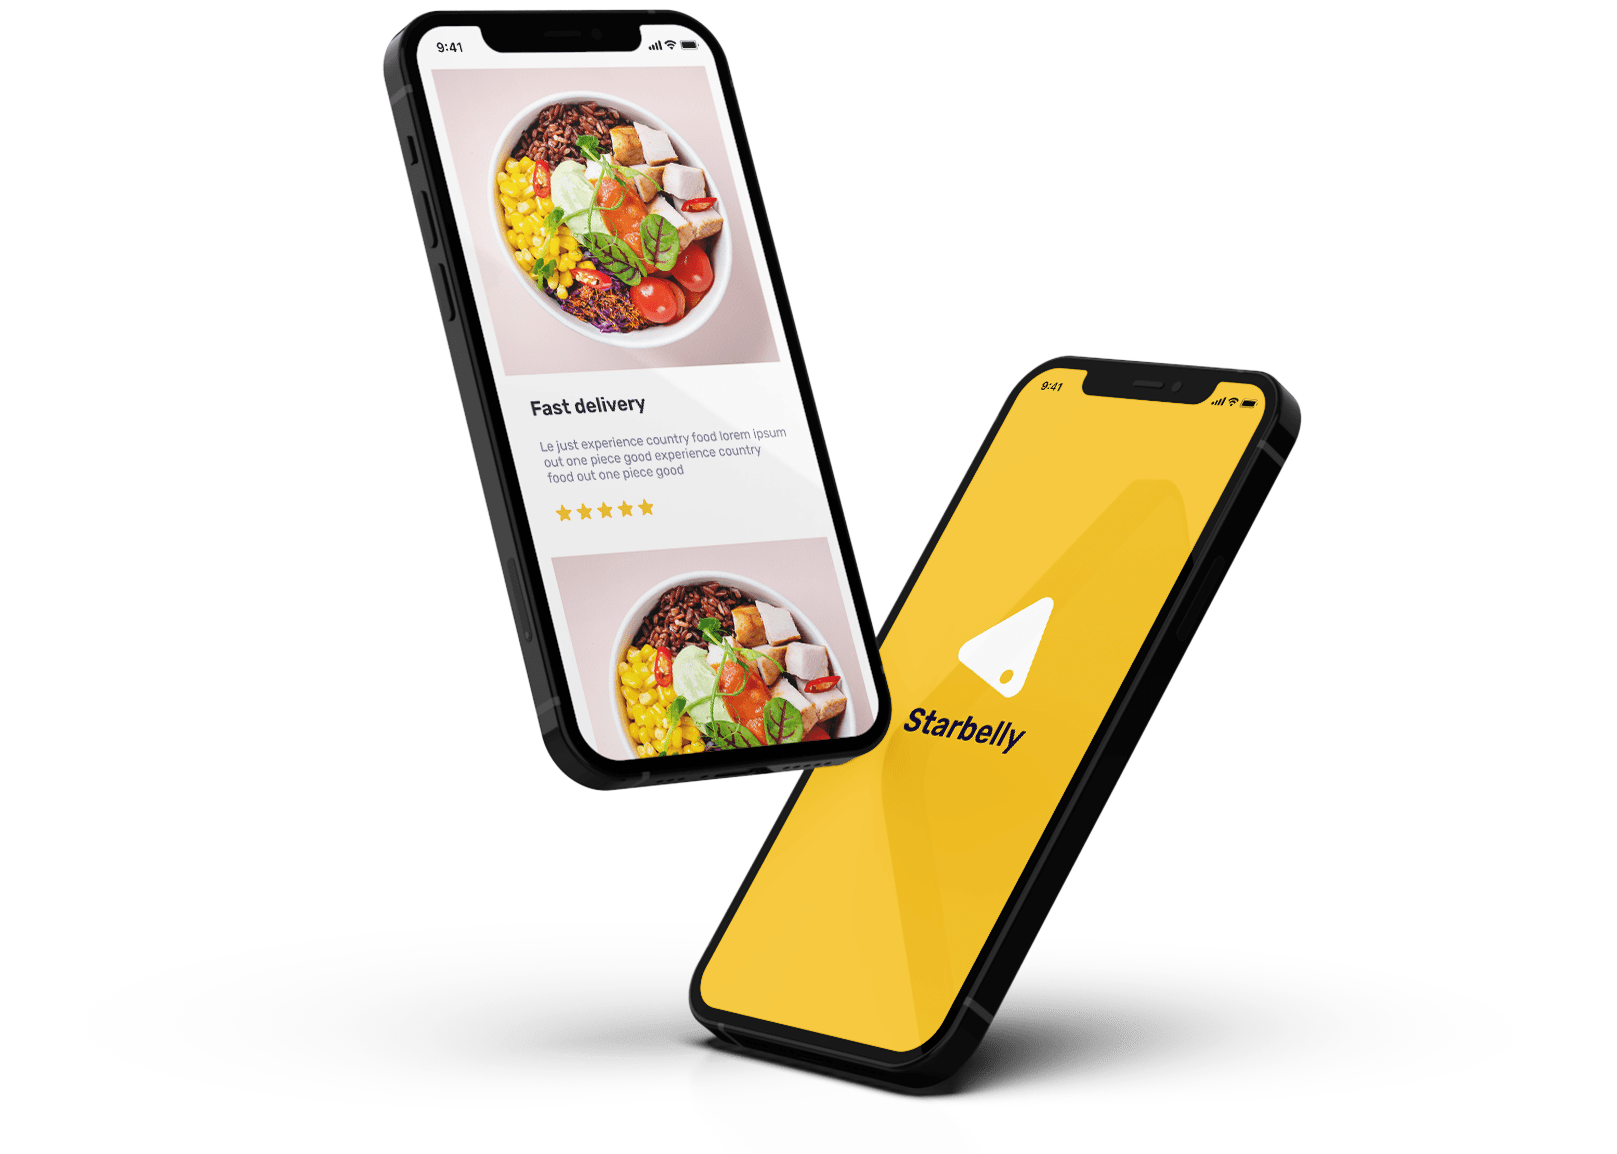 9:41
Fast delivery
Le just experience country food lorem ipsum
out one piece good experience country
food out one piece good
9:41
Starbelly